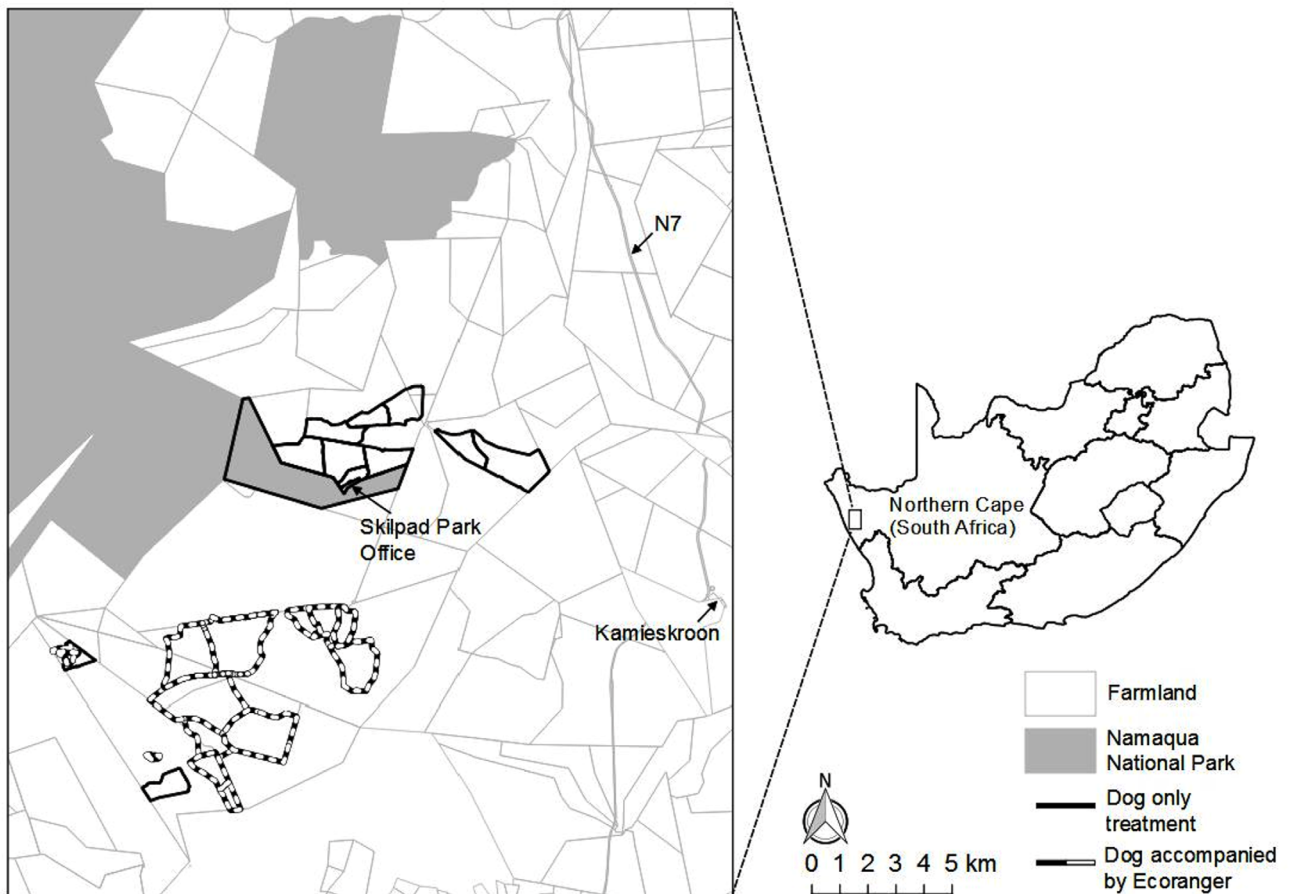 N7
Skilpad Park
Office
Kamieskroon
Northern Cape
(South Africa)
Farmland
Namaqua
National Park
Dog only
treatment
Dog accompanied
by Ecoranger
N
0 1 2 3 4 5 km